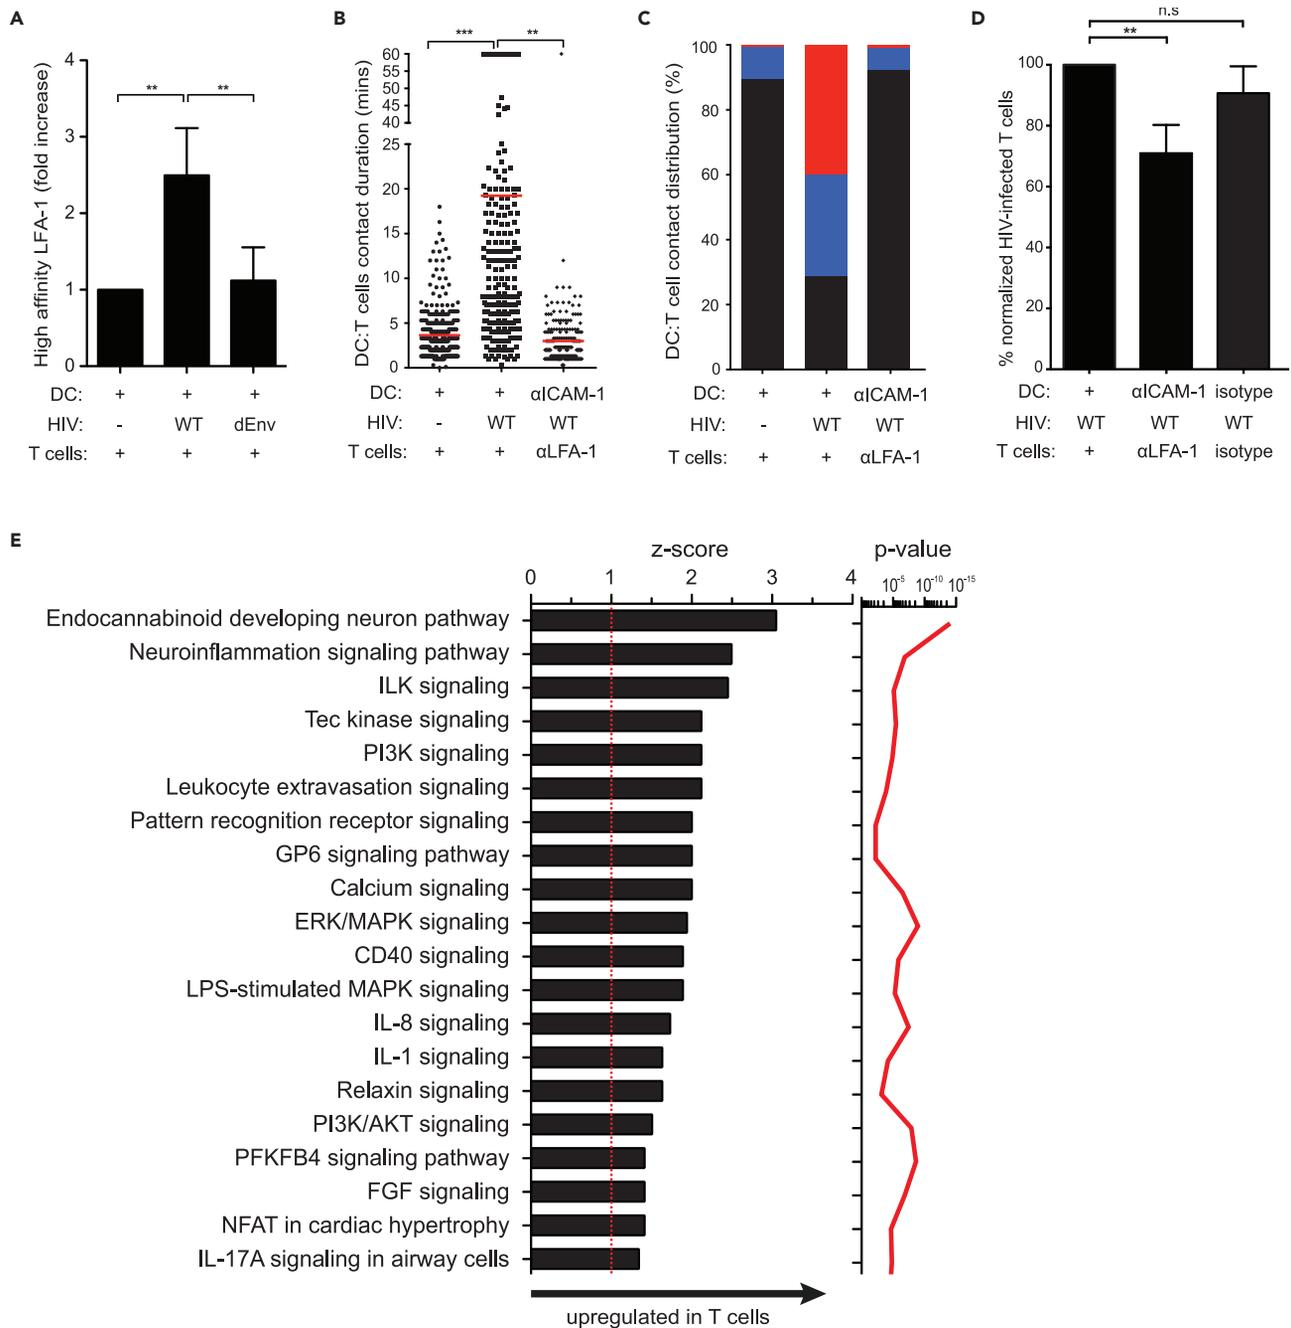 A
High affinity LFA-1 (fold increase)
4
3
2
1
0
** **
DC: + + +
HIV: - WT dEnv
T cells: + + +
B
DC:T cells contact duration (mins)
60
55
50
45
40
25
20
15
10
5
0
*** **
DC: + + αICAM-1
HIV: - WT WT
T cells: + + αLFA-1
C
DC:T cell contact distribution (%)
100
80
60
40
20
0
DC: + + αICAM-1
HIV: - WT WT
T cells: + + αLFA-1
D
% normalized HIV-infected T cells
100
80
60
40
20
0
n.s
**
DC: + αICAM-1 isotype
HIV: WT WT WT
T cells: + αLFA-1 isotype
E
z-score
0 1 2 3 4
p-value
10-5 10-10 10-15
Endocannabinoid developing neuron pathway
Neuroinflammation signaling pathway
ILK signaling
Tec kinase signaling
PI3K signaling
Leukocyte extravasation signaling
Pattern recognition receptor signaling
GP6 signaling pathway
Calcium signaling
ERK/MAPK signaling
CD40 signaling
LPS-stimulated MAPK signaling
IL-8 signaling
IL-1 signaling
Relaxin signaling
PI3K/AKT signaling
PFKFB4 signaling pathway
FGF signaling
NFAT in cardiac hypertrophy
IL-17A signaling in airway cells
upregulated in T cells